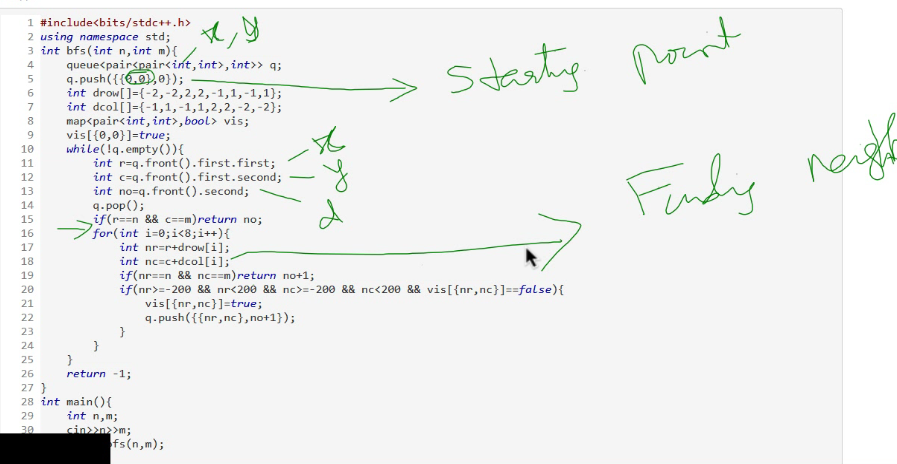 1 #include<bits/stdc++.h>
2 using namespace std;
3 int bfs(int n,int m){
4 queue<pair<pair<int,int>,int>> q;
5 q.push({{0,0},0});
6 int drow[]={-2,-2,2,2,-1,1,-1,1};
7 int dcol[]={-1,1,-1,1,2,2,-2,-2};
8 map<pair<int,int>,bool> vis;
9 vis[{0,0}]=true;
10 while(!q.empty()){
11 int r=q.front().first.first;
12 int c=q.front().first.second;
13 int no=q.front().second;
14 q.pop();
15 if(r==n && c==m)return no;
16 for(int i=0;i<8;i++){
17 int nr=r+drow[i];
18 int nc=c+dcol[i];
19 if(nr==n && nc==m)return no+1;
20 if(nr>=-200 && nr<200 && nc>=-200 && nc<200 && vis[{nr,nc}]==false){
21 vis[{nr,nc}]=true;
22 q.push({{nr,nc},no+1});
23 }
24 }
25 }
26 return -1;
27 }
28 int main(){
29 int n,m;
30 cin>>n>>m;
bfs(n,m);
x, y
Starting point
x
y
d
Finding neigh